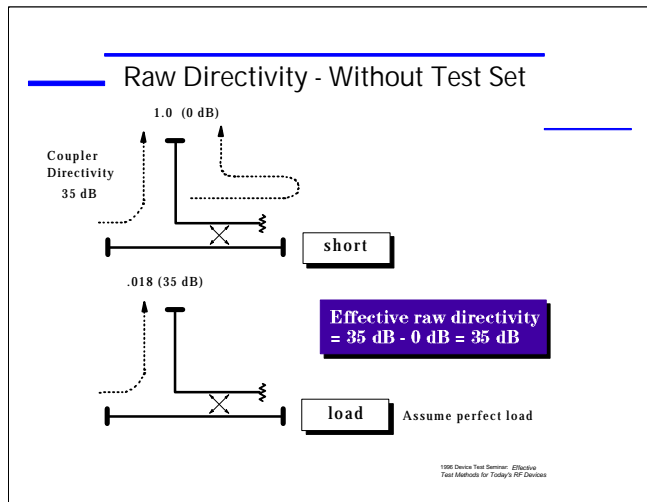 Raw Directivity - Without Test Set
1.0 (0 dB)
Coupler
Directivity
35 dB
short
.018 (35 dB)
Effective raw directivity
= 35 dB - 0 dB = 35 dB
load
Assume perfect load
1996 Device Test Seminar: Effective
Test Methods for Today's RF Devices